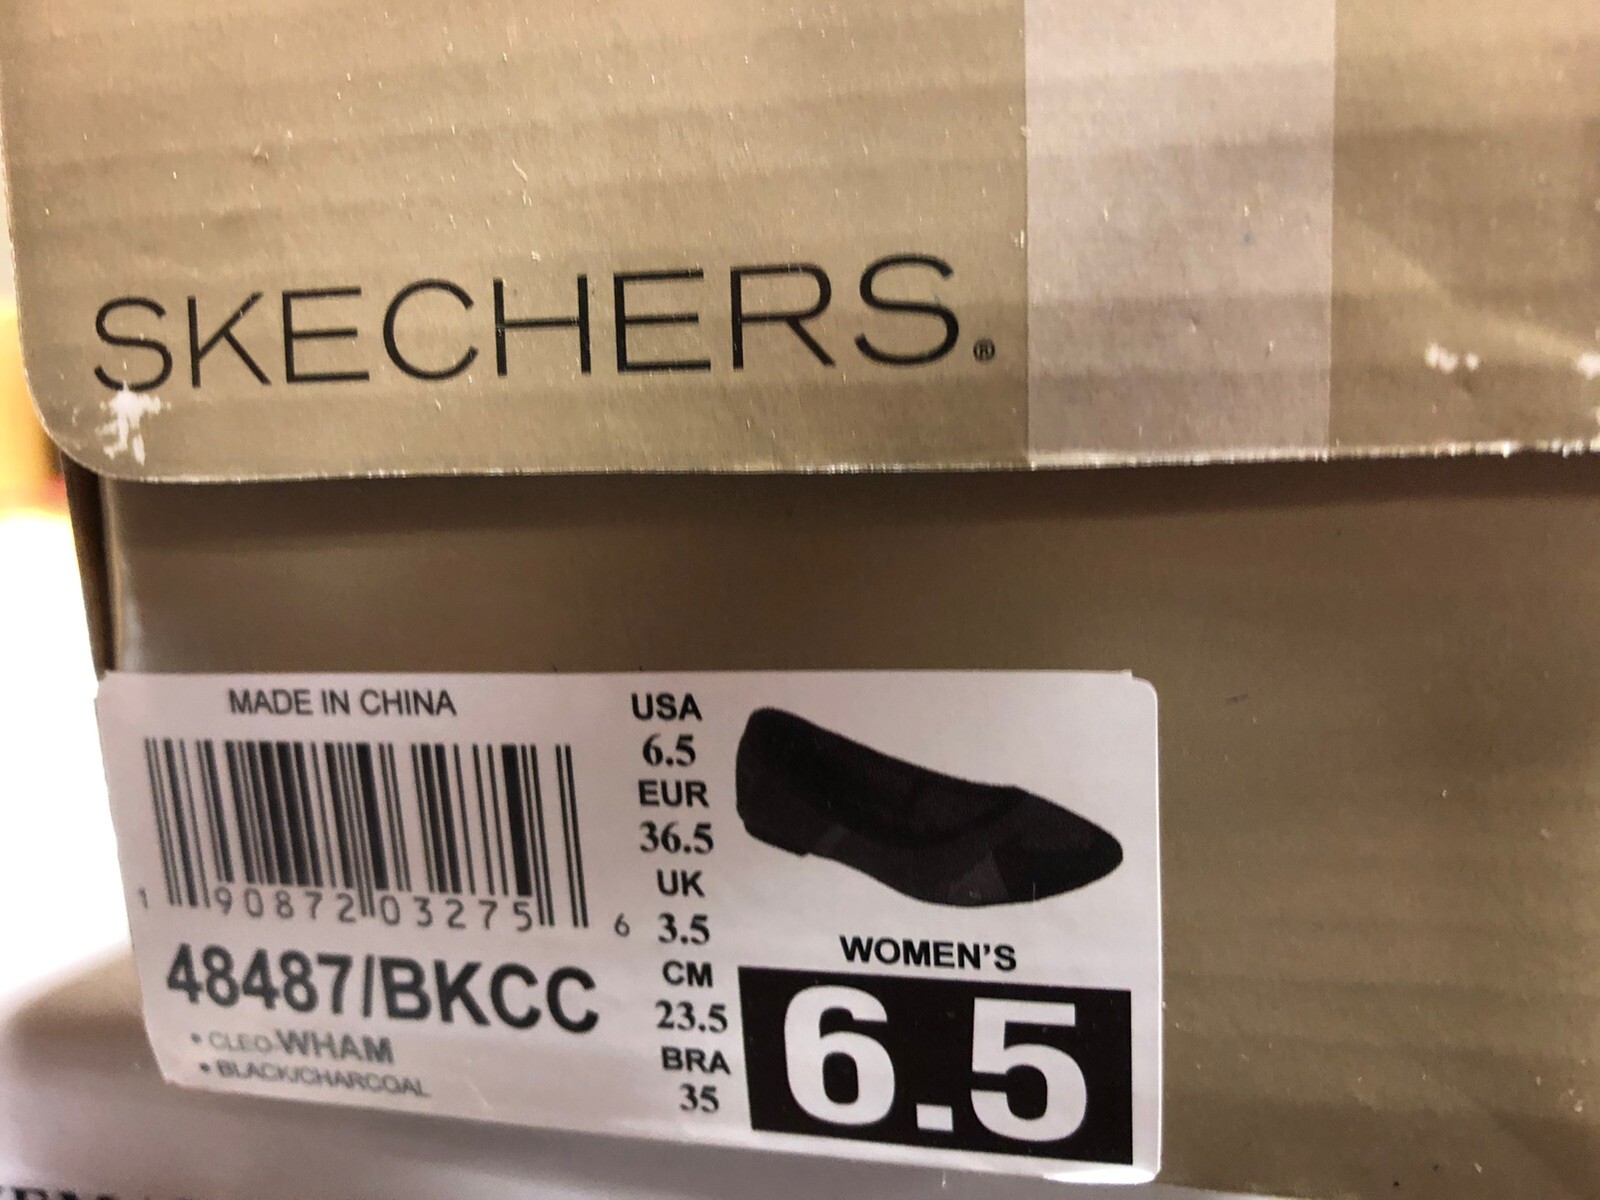 SKECHERS.®
MADE IN CHINA
1 90872 03275 6
48487/BKCC
• CLEO-WHAM
• BLACK/CHARCOAL
USA
6.5
EUR
36.5
UK
3.5
CM
23.5
BRA
35
WOMEN'S
6.5